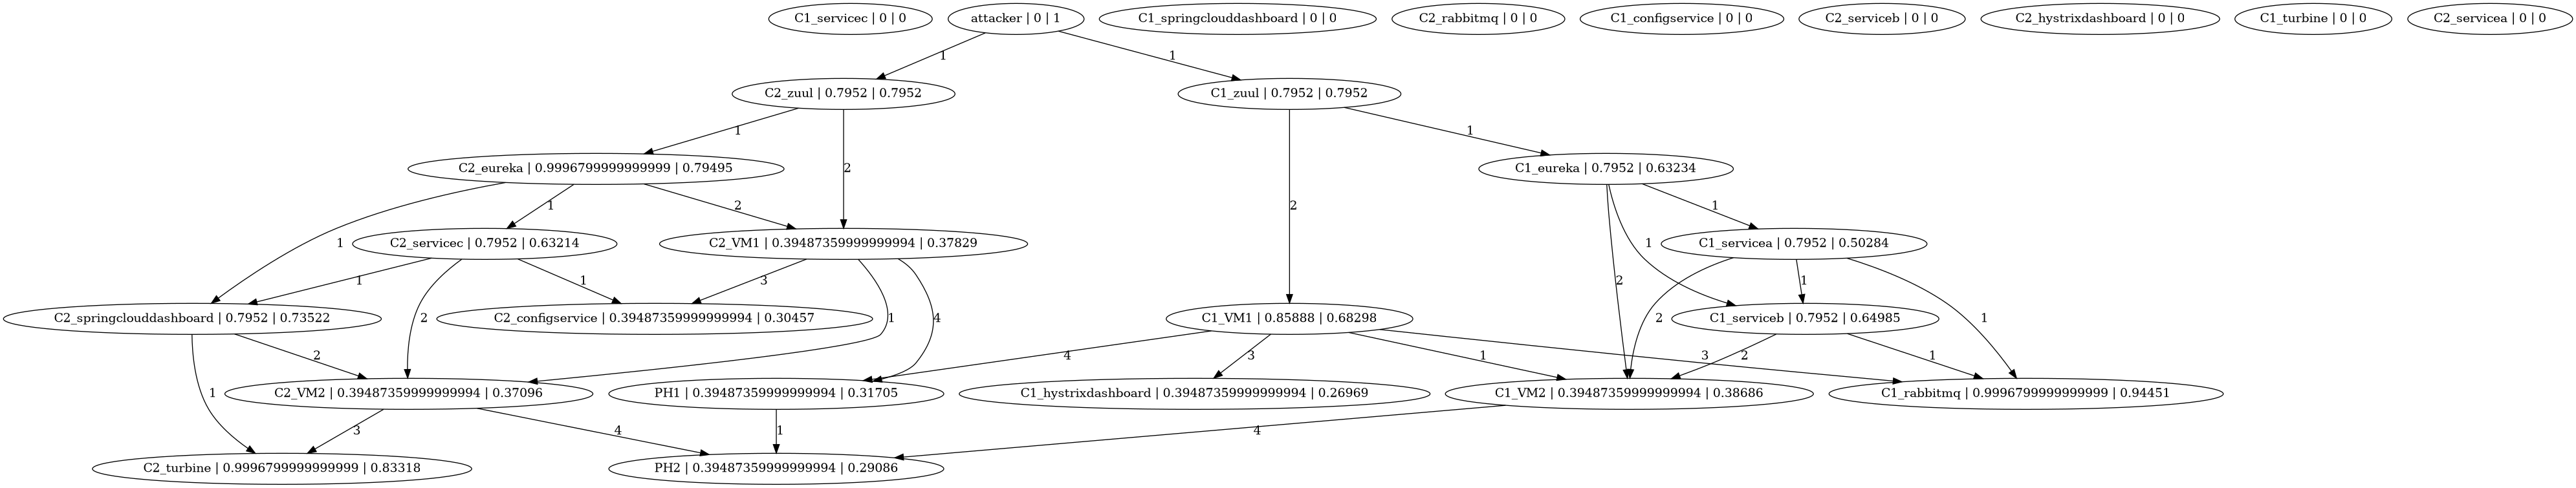 C1_servicec | 0 | 0
attacker | 0 | 1
C1_springclouddashboard | 0 | 0
C2_rabbitmq | 0 | 0
C1_configservice | 0 | 0
C2_serviceb | 0 | 0
C2_hystrixdashboard | 0 | 0
C1_turbine | 0 | 0
C2_servicea | 0 | 0
1
1
C2_zuul | 0.7952 | 0.7952
C1_zuul | 0.7952 | 0.7952
1
2
2
1
C2_eureka | 0.9996799999999999 | 0.79495
C1_eureka | 0.7952 | 0.63234
1
1
2
2
1
1
C2_servicec | 0.7952 | 0.63214
C2_VM1 | 0.39487359999999994 | 0.37829
C1_servicea | 0.7952 | 0.50284
1
2
1
3
1
4
2
1
1
C2_springclouddashboard | 0.7952 | 0.73522
C2_configservice | 0.39487359999999994 | 0.30457
C1_VM1 | 0.85888 | 0.68298
C1_serviceb | 0.7952 | 0.64985
1
2
4
3
1
3
2
1
C2_VM2 | 0.39487359999999994 | 0.37096
PH1 | 0.39487359999999994 | 0.31705
C1_hystrixdashboard | 0.39487359999999994 | 0.26969
C1_VM2 | 0.39487359999999994 | 0.38686
C1_rabbitmq | 0.9996799999999999 | 0.94451
3
4
1
4
C2_turbine | 0.9996799999999999 | 0.83318
PH2 | 0.39487359999999994 | 0.29086